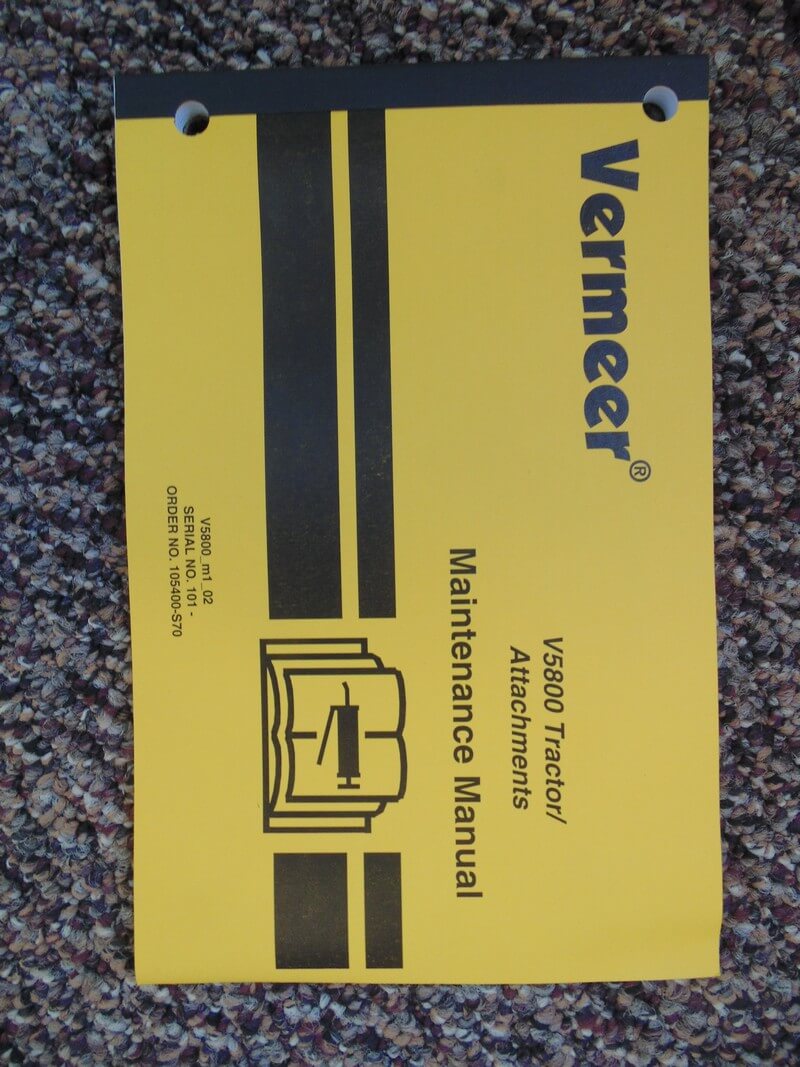 Vermeer®
V5800 Tractor/
Attachments
Maintenance Manual
V5800_m1_02
SERIAL NO. 101 -
ORDER NO. 105400-S70